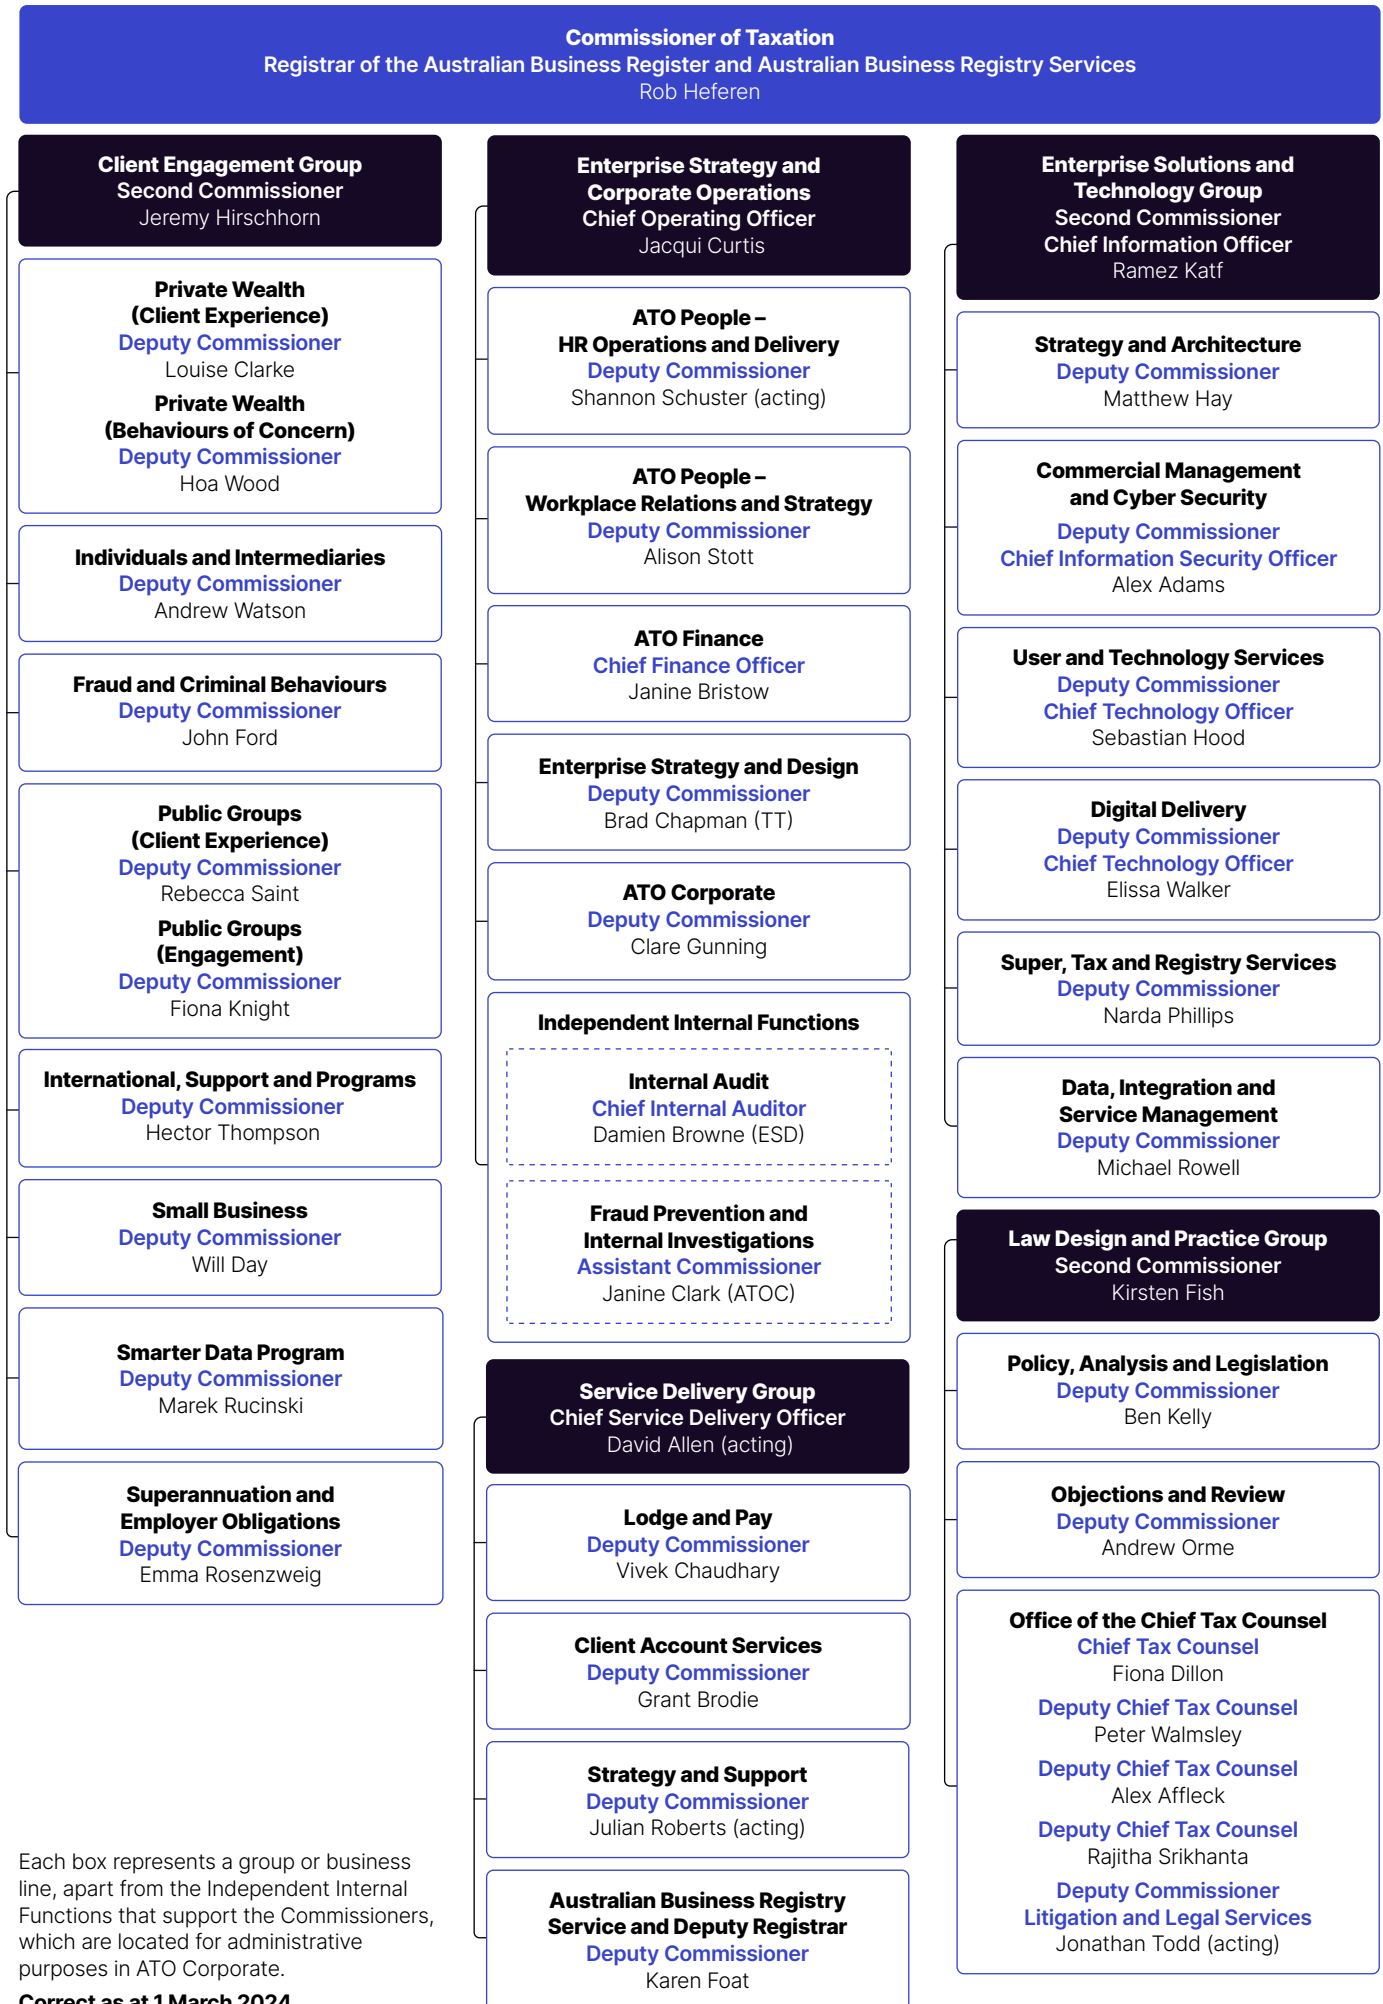 Commissioner of Taxation
Registrar of the Australian Business Register and Australian Business Registry Services
Rob Heferen
Client Engagement Group
Second Commissioner
Jeremy Hirschhorn
Private Wealth
(Client Experience)
Deputy Commissioner
Louise Clarke
Private Wealth
(Behaviours of Concern)
Deputy Commissioner
Hoa Wood
Individuals and Intermediaries
Deputy Commissioner
Andrew Watson
Fraud and Criminal Behaviours
Deputy Commissioner
John Ford
Public Groups
(Client Experience)
Deputy Commissioner
Rebecca Saint
Public Groups
(Engagement)
Deputy Commissioner
Fiona Knight
International, Support and Programs
Deputy Commissioner
Hector Thompson
Small Business
Deputy Commissioner
Will Day
Smarter Data Program
Deputy Commissioner
Marek Rucinski
Superannuation and
Employer Obligations
Deputy Commissioner
Emma Rosenzweig
Each box represents a group or business
line, apart from the Independent Internal
Functions that support the Commissioners,
which are located for administrative
purposes in ATO Corporate.
Correct as at 1 March 2024
Enterprise Strategy and
Corporate Operations
Chief Operating Officer
Jacqui Curtis
ATO People –
HR Operations and Delivery
Deputy Commissioner
Shannon Schuster (acting)
ATO People –
Workplace Relations and Strategy
Deputy Commissioner
Alison Stott
ATO Finance
Chief Finance Officer
Janine Bristow
Enterprise Strategy and Design
Deputy Commissioner
Brad Chapman (TT)
ATO Corporate
Deputy Commissioner
Clare Gunning
Independent Internal Functions
Internal Audit
Chief Internal Auditor
Damien Browne (ESD)
Fraud Prevention and
Internal Investigations
Assistant Commissioner
Janine Clark (ATOC)
Service Delivery Group
Chief Service Delivery Officer
David Allen (acting)
Lodge and Pay
Deputy Commissioner
Vivek Chaudhary
Client Account Services
Deputy Commissioner
Grant Brodie
Strategy and Support
Deputy Commissioner
Julian Roberts (acting)
Australian Business Registry
Service and Deputy Registrar
Deputy Commissioner
Karen Foat
Enterprise Solutions and
Technology Group
Second Commissioner
Chief Information Officer
Ramez Katf
Strategy and Architecture
Deputy Commissioner
Matthew Hay
Commercial Management
and Cyber Security
Deputy Commissioner
Chief Information Security Officer
Alex Adams
User and Technology Services
Deputy Commissioner
Chief Technology Officer
Sebastian Hood
Digital Delivery
Deputy Commissioner
Chief Technology Officer
Elissa Walker
Super, Tax and Registry Services
Deputy Commissioner
Narda Phillips
Data, Integration and
Service Management
Deputy Commissioner
Michael Rowell
Law Design and Practice Group
Second Commissioner
Kirsten Fish
Policy, Analysis and Legislation
Deputy Commissioner
Ben Kelly
Objections and Review
Deputy Commissioner
Andrew Orme
Office of the Chief Tax Counsel
Chief Tax Counsel
Fiona Dillon
Deputy Chief Tax Counsel
Peter Walmsley
Deputy Chief Tax Counsel
Alex Affleck
Deputy Chief Tax Counsel
Rajitha Srikhanta
Deputy Commissioner
Litigation and Legal Services
Jonathan Todd (acting)